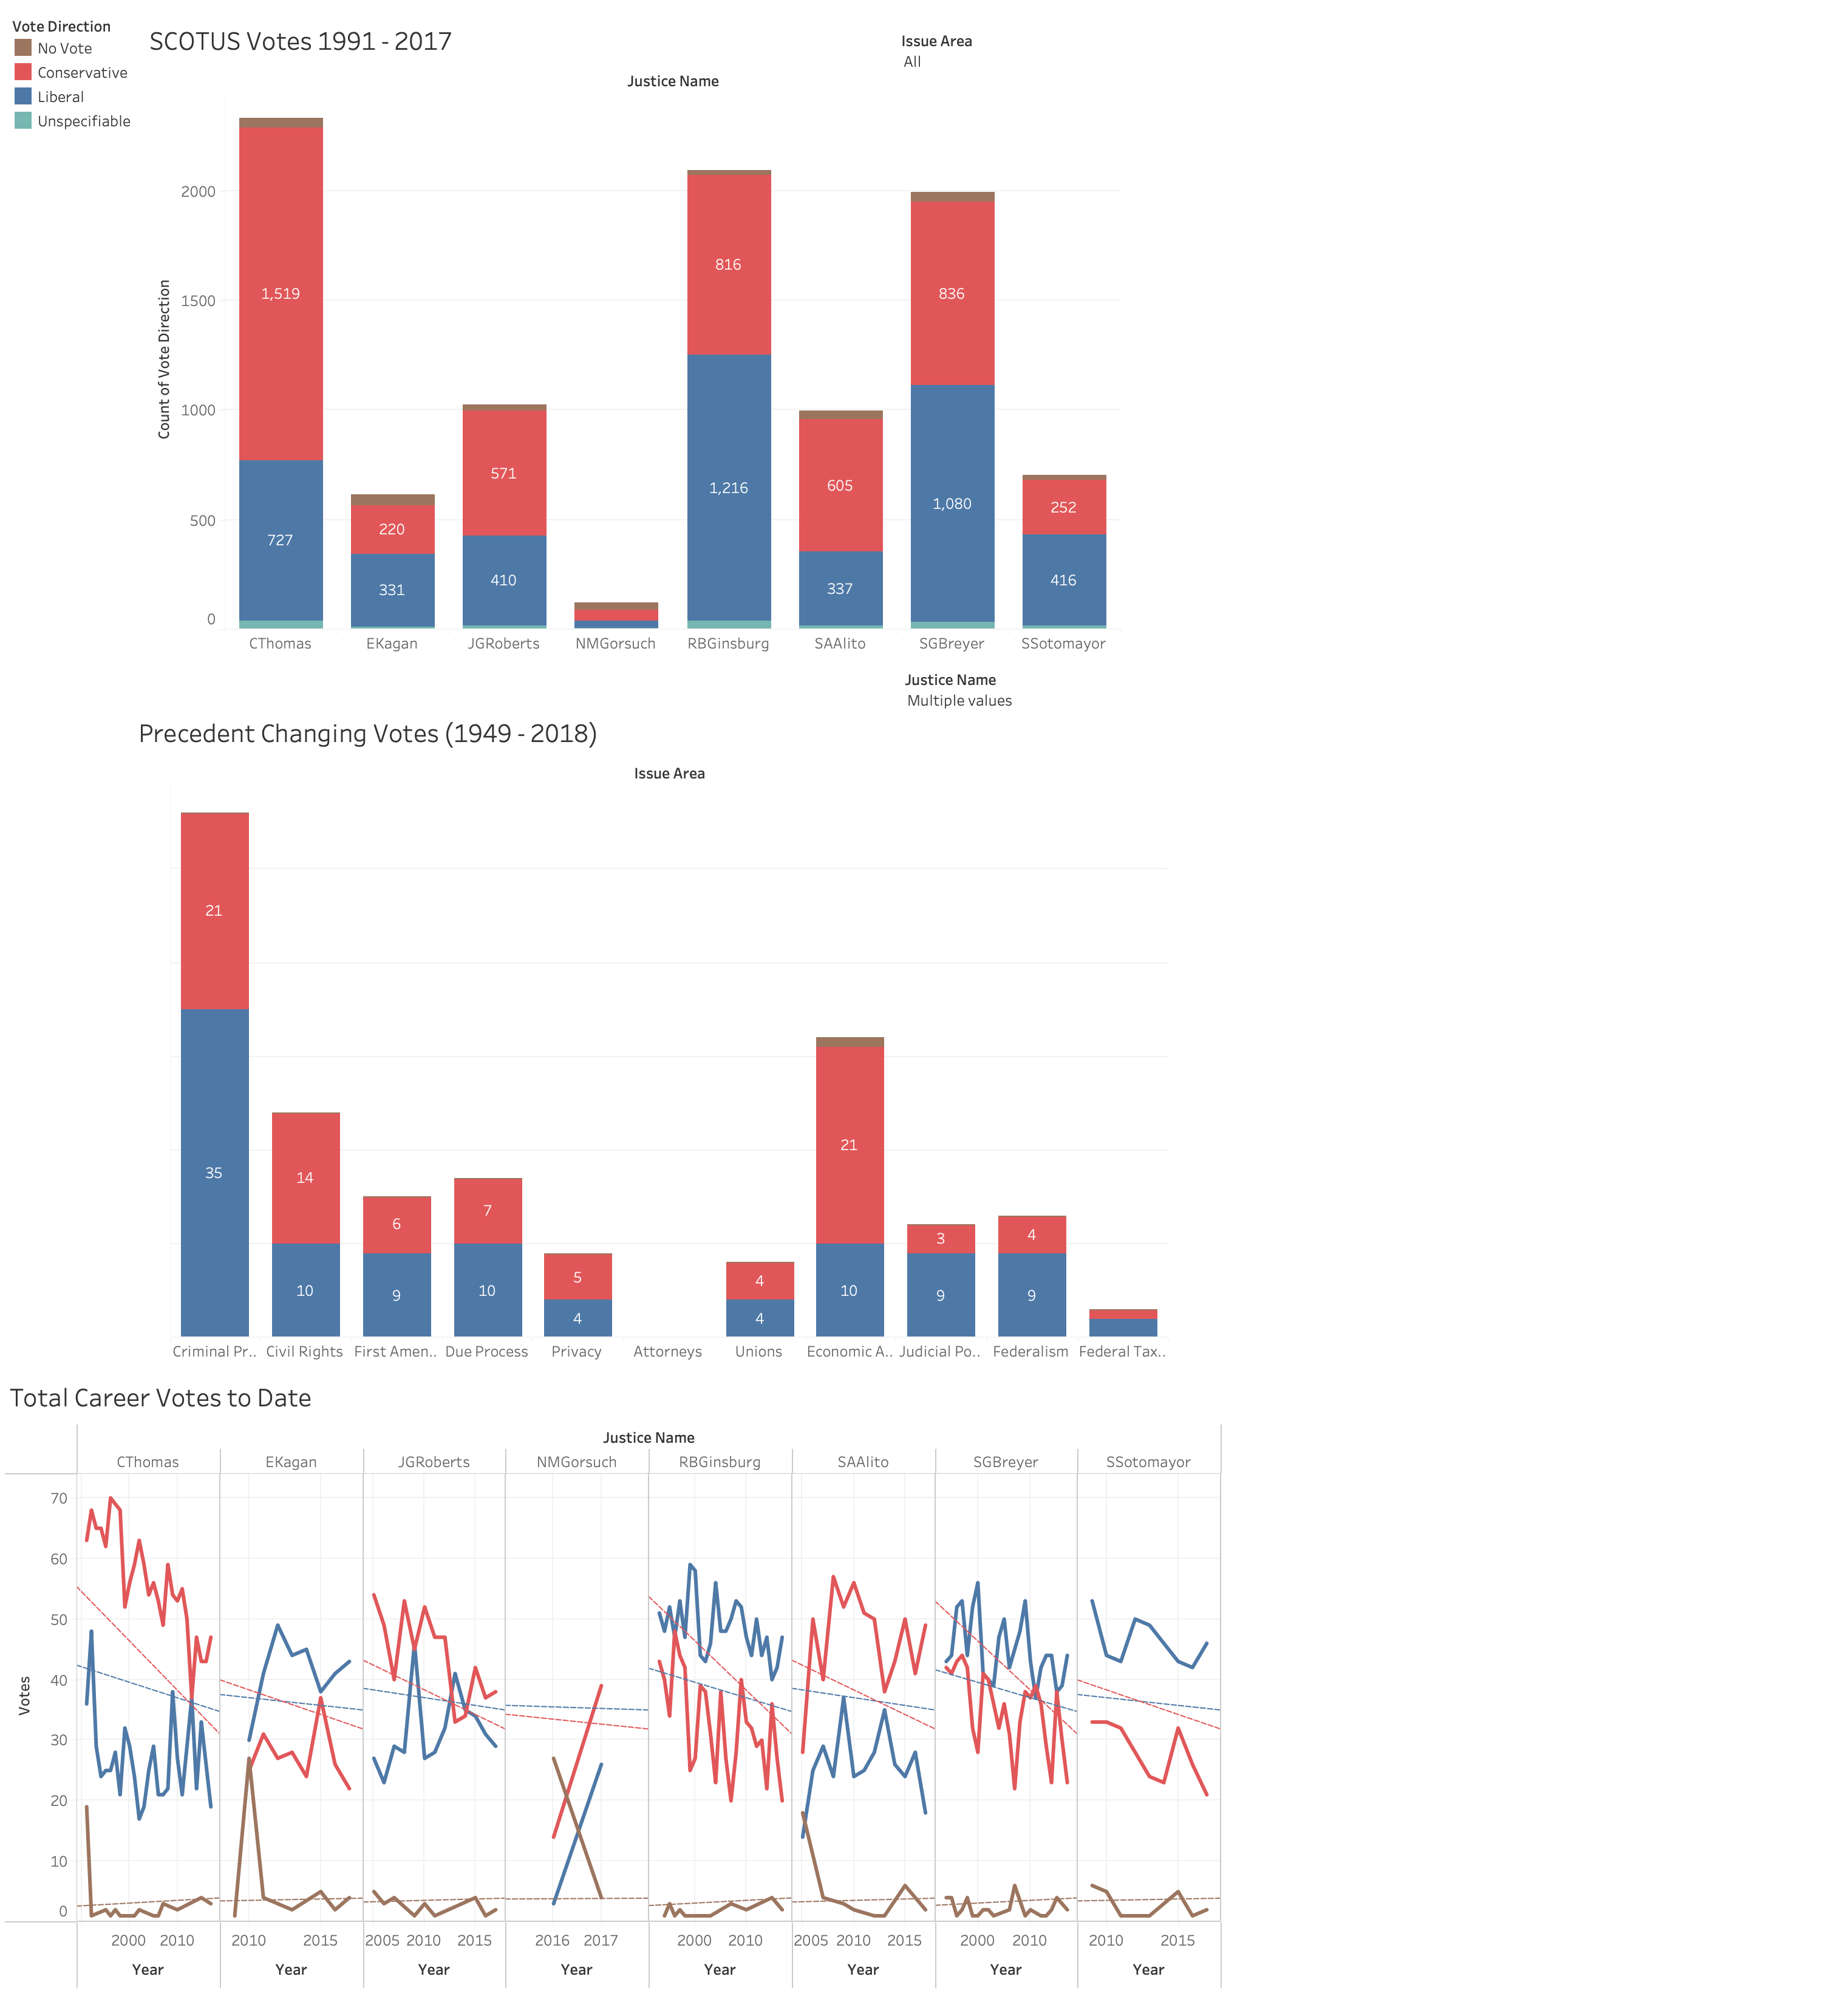 Vote Direction
No Vote
Conservative
Liberal
Unspecifiable
SCOTUS Votes 1991 - 2017
Issue Area
All
Justice Name
Count of Vote Direction
2000
1500
1000
500
0
1,519
727
220
331
571
410
816
1,216
605
337
836
1,080
252
416
CThomas EKagan JGRoberts NMGorsuch RBGinsburg SAAlito SGBreyer SSotomayor
Justice Name
Multiple values
Precedent Changing Votes (1949 - 2018)
Issue Area
21
35
14
10
6
9
7
10
5
4
4
4
21
10
3
9
4
9
Criminal Pr.. Civil Rights First Amen.. Due Process Privacy Attorneys Unions Economic A.. Judicial Po.. Federalism Federal Tax..
Total Career Votes to Date
Justice Name
CThomas EKagan JGRoberts NMGorsuch RBGinsburg SAAlito SGBreyer SSotomayor
Votes
70
60
50
40
30
20
10
0
2000 2010 2010 2015 2005 2010 2015 2016 2017 2000 2010 2005 2010 2015 2000 2010 2010 2015
Year Year Year Year Year Year Year Year